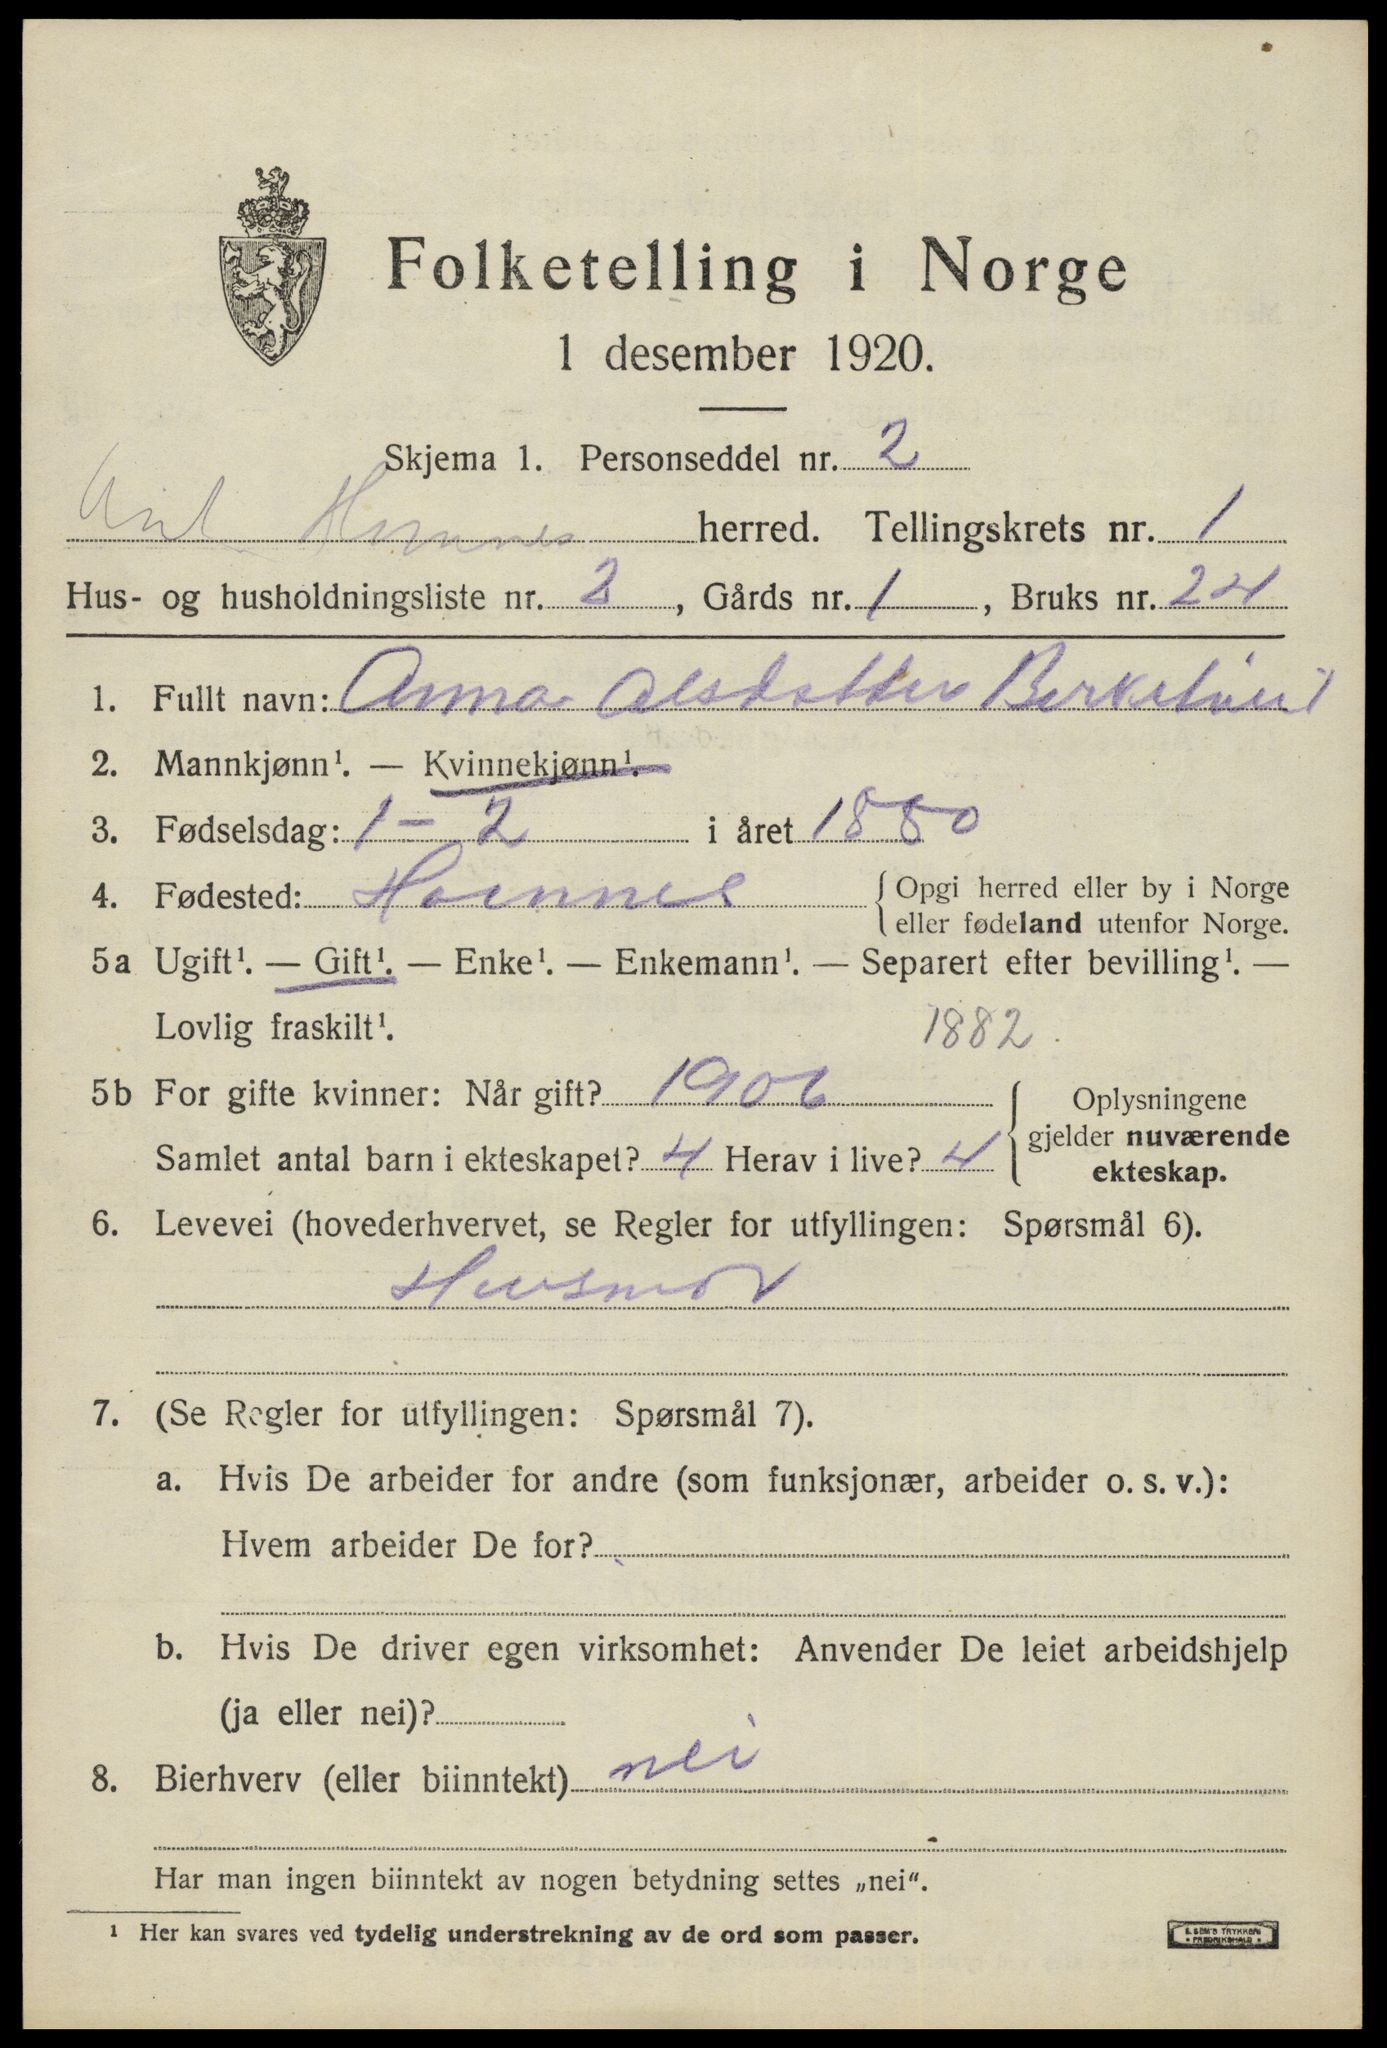 Folketelling i Norge
1 desember 1920.
Skjema 1. Personseddel nr. 2
Hornnes herred. Tellingskrets nr. 1
Hus- og husholdningsliste nr. 2, Gårds nr. 1, Bruks nr. 24
1. Fullt navn: Anna Olsdatter
2. Mannkjønn¹. — Kvinnekjønn¹.
3. Fødselsdag: 1 - 2 i året 1880
4. Fødested: Hornnes {Opgi herred eller by i Norge
eller fødeland utenfor Norge.
5a Ugift¹. — Gift¹. — Enke¹. — Enkemann¹. — Separert efter bevilling¹. —
Lovlig fraskilt¹. 1882.
5b For gifte kvinner: Når gift? 1906 Oplysningene
Samlet antal barn i ekteskapet? 4 Herav i live? 4 gjelder nuværende
ekteskap.
6. Levevei (hovederhvervet, se Regler for utfyllingen: Spørsmål 6).
Husmor
7. (Se Regler for utfyllingen: Spørsmål 7).
a. Hvis De arbeider for andre (som funksjonær, arbeider o. s. v.):
Hvem arbeider De for?
b. Hvis De driver egen virksomhet: Anvender De leiet arbeidshjelp
(ja eller nei)?
8. Bierhverv (eller biinntekt) nei
Har man ingen biinntekt av nogen betydning settes „nei“.
¹ Her kan svares ved tydelig understrekning av de ord som passer.